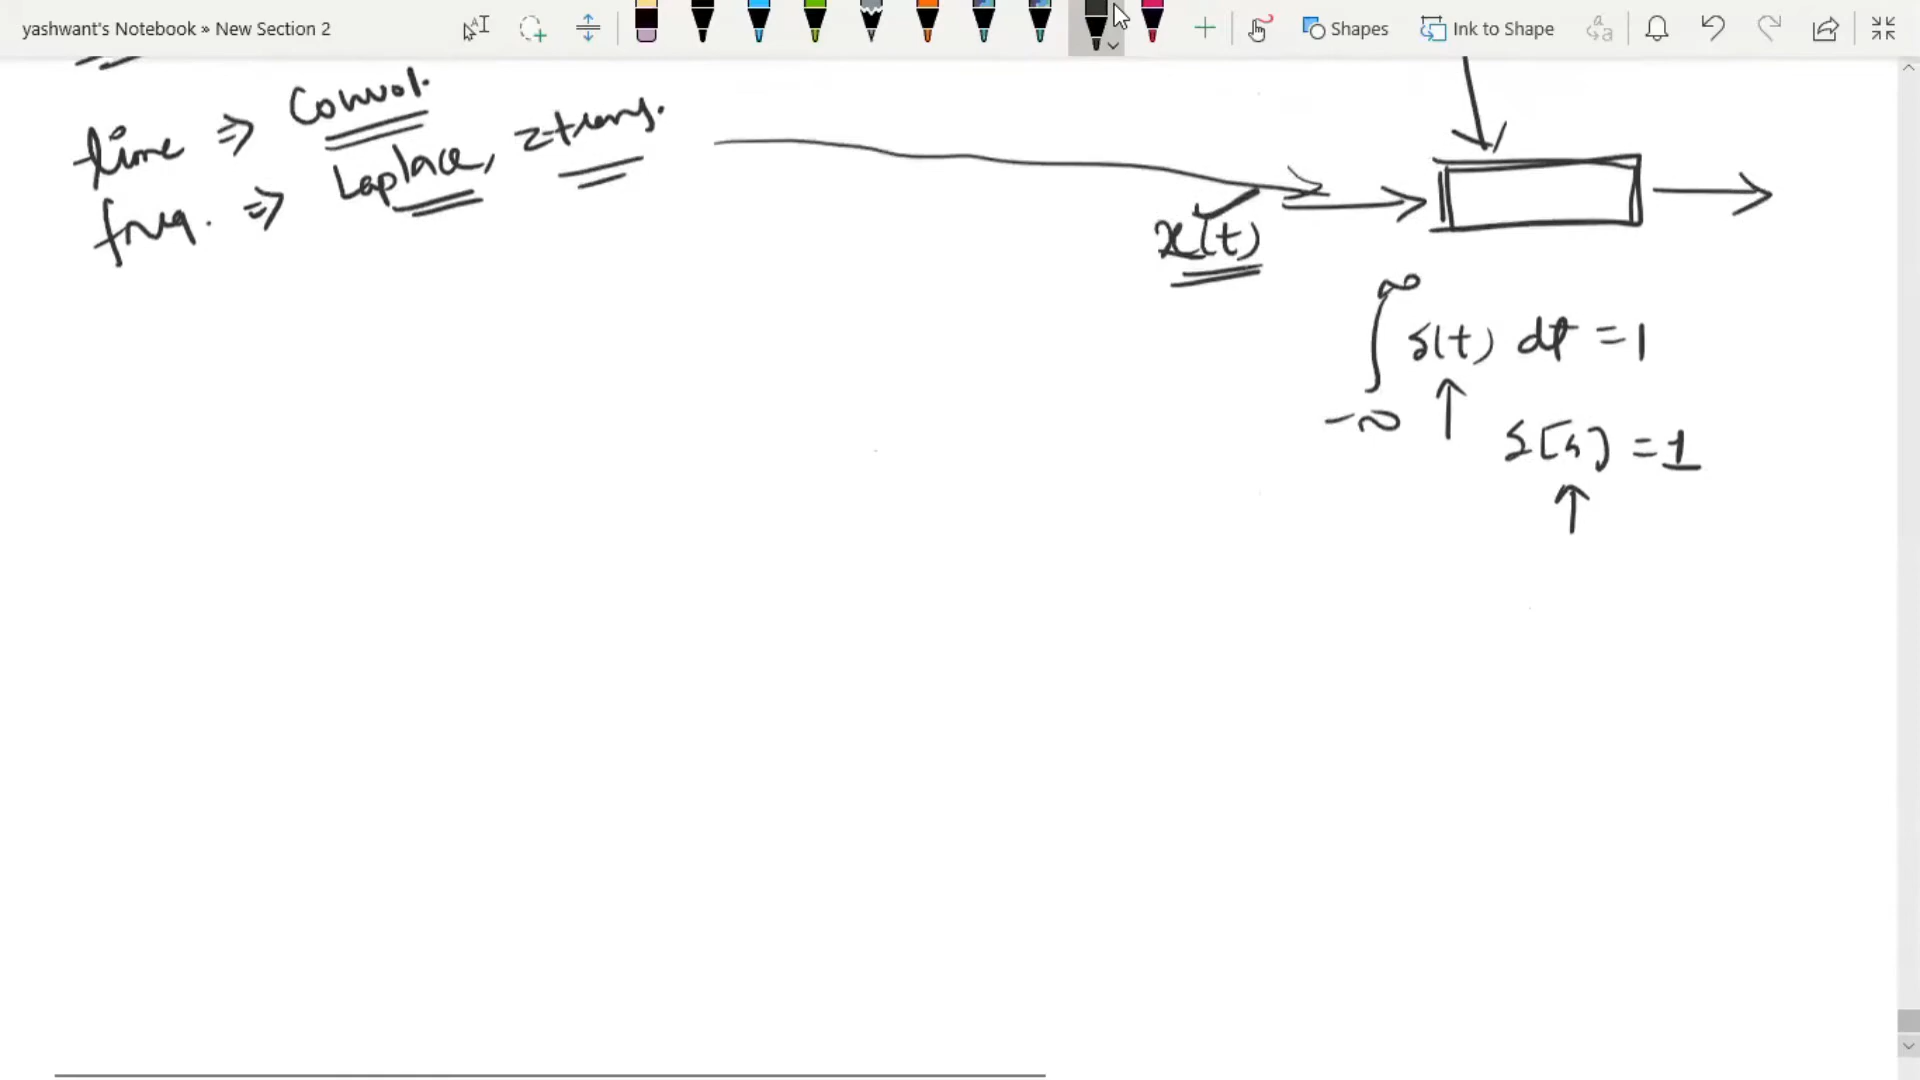 yashwant's Notebook » New Section 2
Shapes
Ink to Shape
time ⇒ Convol.
freq. ⇒ Laplace, z-trans.
x(t)
∫ δ(t) dt = 1
∞
-∞
δ[n] = 1